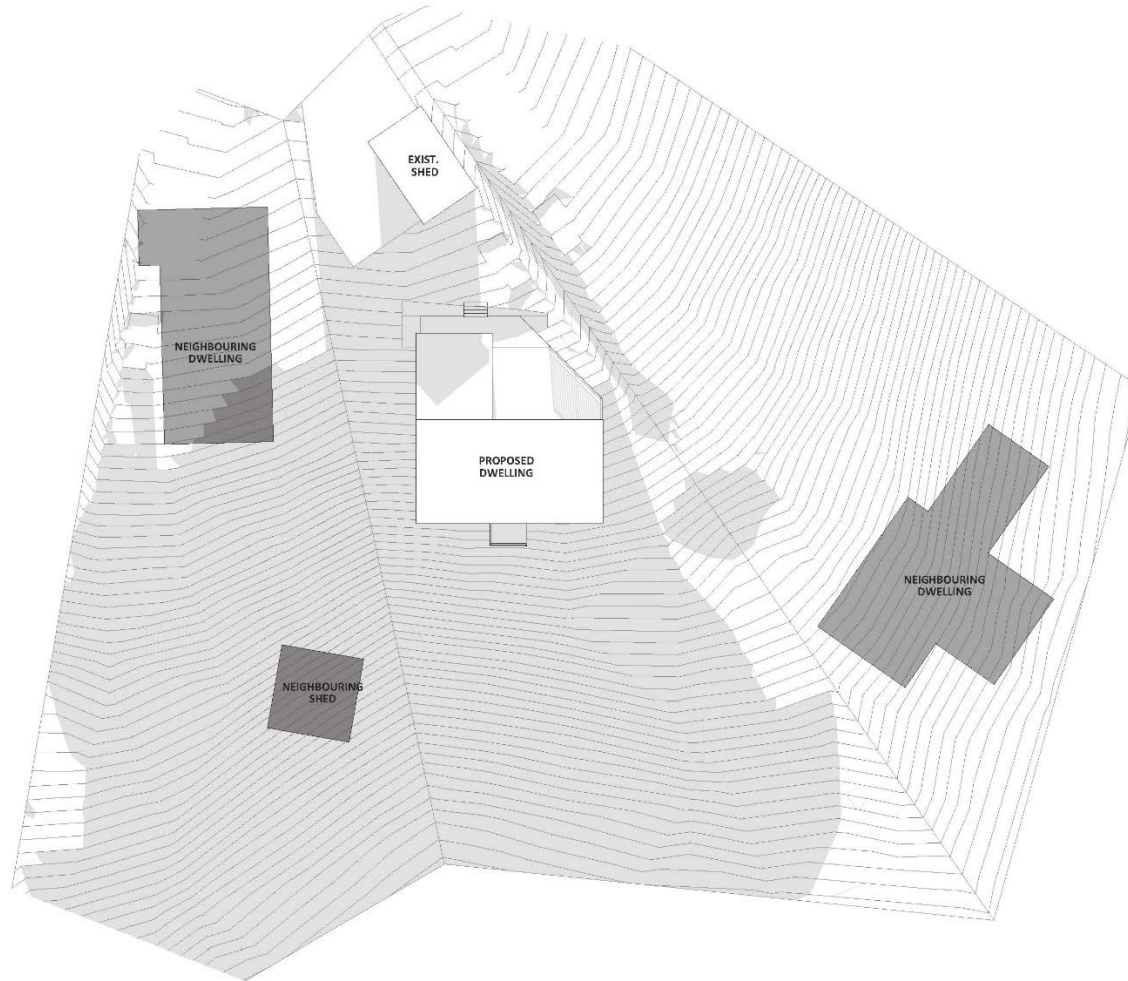 EXIST.
SHED
NEIGHBOURING
DWELLING
PROPOSED
DWELLING
NEIGHBOURING
DWELLING
NEIGHBOURING
SHED